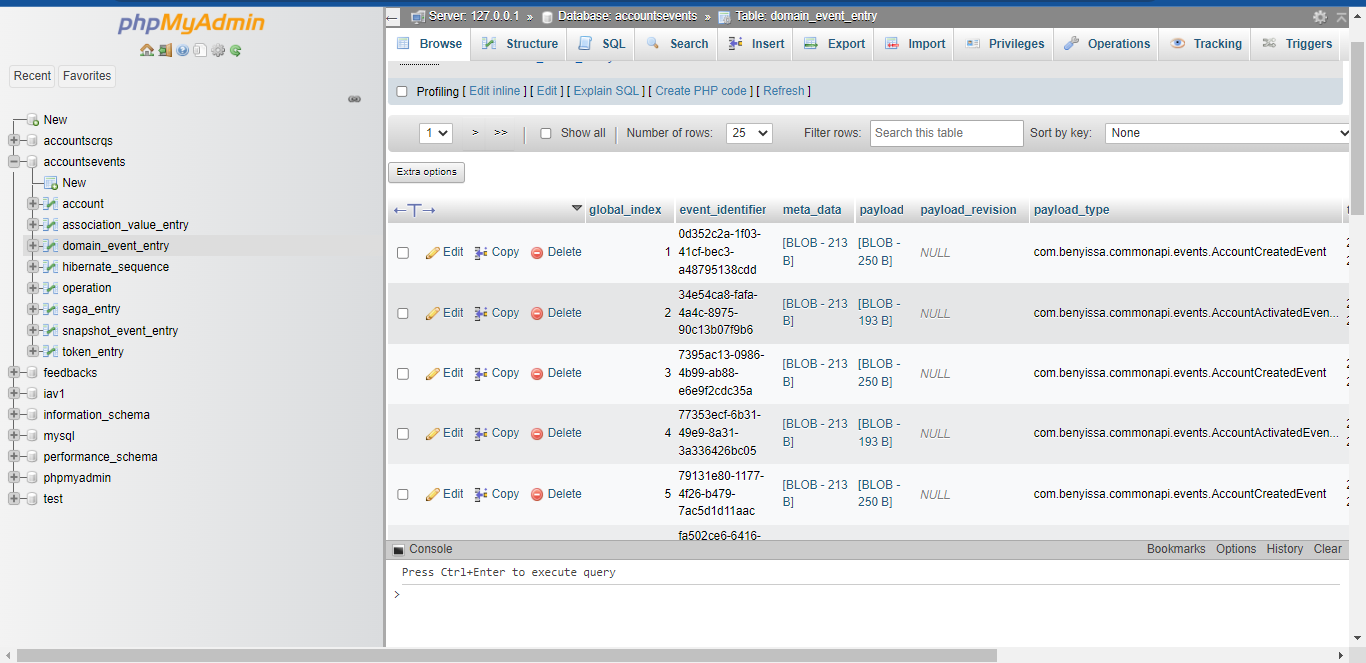 phpMyAdmin
Recent Favorites
New
accountscrqs
accountsevents
New
account
association_value_entry
domain_event_entry
hibernate_sequence
operation
saga_entry
snapshot_event_entry
token_entry
feedbacks
iav1
information_schema
mysql
performance_schema
phpmyadmin
test
Server: 127.0.0.1 » Database: accountsevents » Table: domain_event_entry
Browse Structure SQL Search Insert Export Import Privileges Operations Tracking Triggers
Profiling [ Edit inline ] [ Edit ] [ Explain SQL ] [ Create PHP code ] [ Refresh ]
1 > >> Show all Number of rows: 25 Filter rows: Search this table Sort by key: None
Extra options
←T→ global_index event_identifier meta_data payload payload_revision payload_type
Edit Copy Delete 1 0d352c2a-1f03-41cf-bec3-a48795138cdd [BLOB - 213 B] [BLOB - 250 B] NULL com.benyissa.commonapi.events.AccountCreatedEvent
Edit Copy Delete 2 34e54ca8-fafa-4a4c-8975-90c13b07f9b6 [BLOB - 213 B] [BLOB - 193 B] NULL com.benyissa.commonapi.events.AccountActivatedEven...
Edit Copy Delete 3 7395ac13-0986-4b99-ab88-e6e9f2cdc35a [BLOB - 213 B] [BLOB - 250 B] NULL com.benyissa.commonapi.events.AccountCreatedEvent
Edit Copy Delete 4 77353ecf-6b31-49e9-8a31-3a336426bc05 [BLOB - 213 B] [BLOB - 193 B] NULL com.benyissa.commonapi.events.AccountActivatedEven...
Edit Copy Delete 5 79131e80-1177-4f26-b479-7ac5d1d11aac [BLOB - 213 B] [BLOB - 250 B] NULL com.benyissa.commonapi.events.AccountCreatedEvent
fa502ce6-6416-
Console Bookmarks Options History Clear
Press Ctrl+Enter to execute query
>